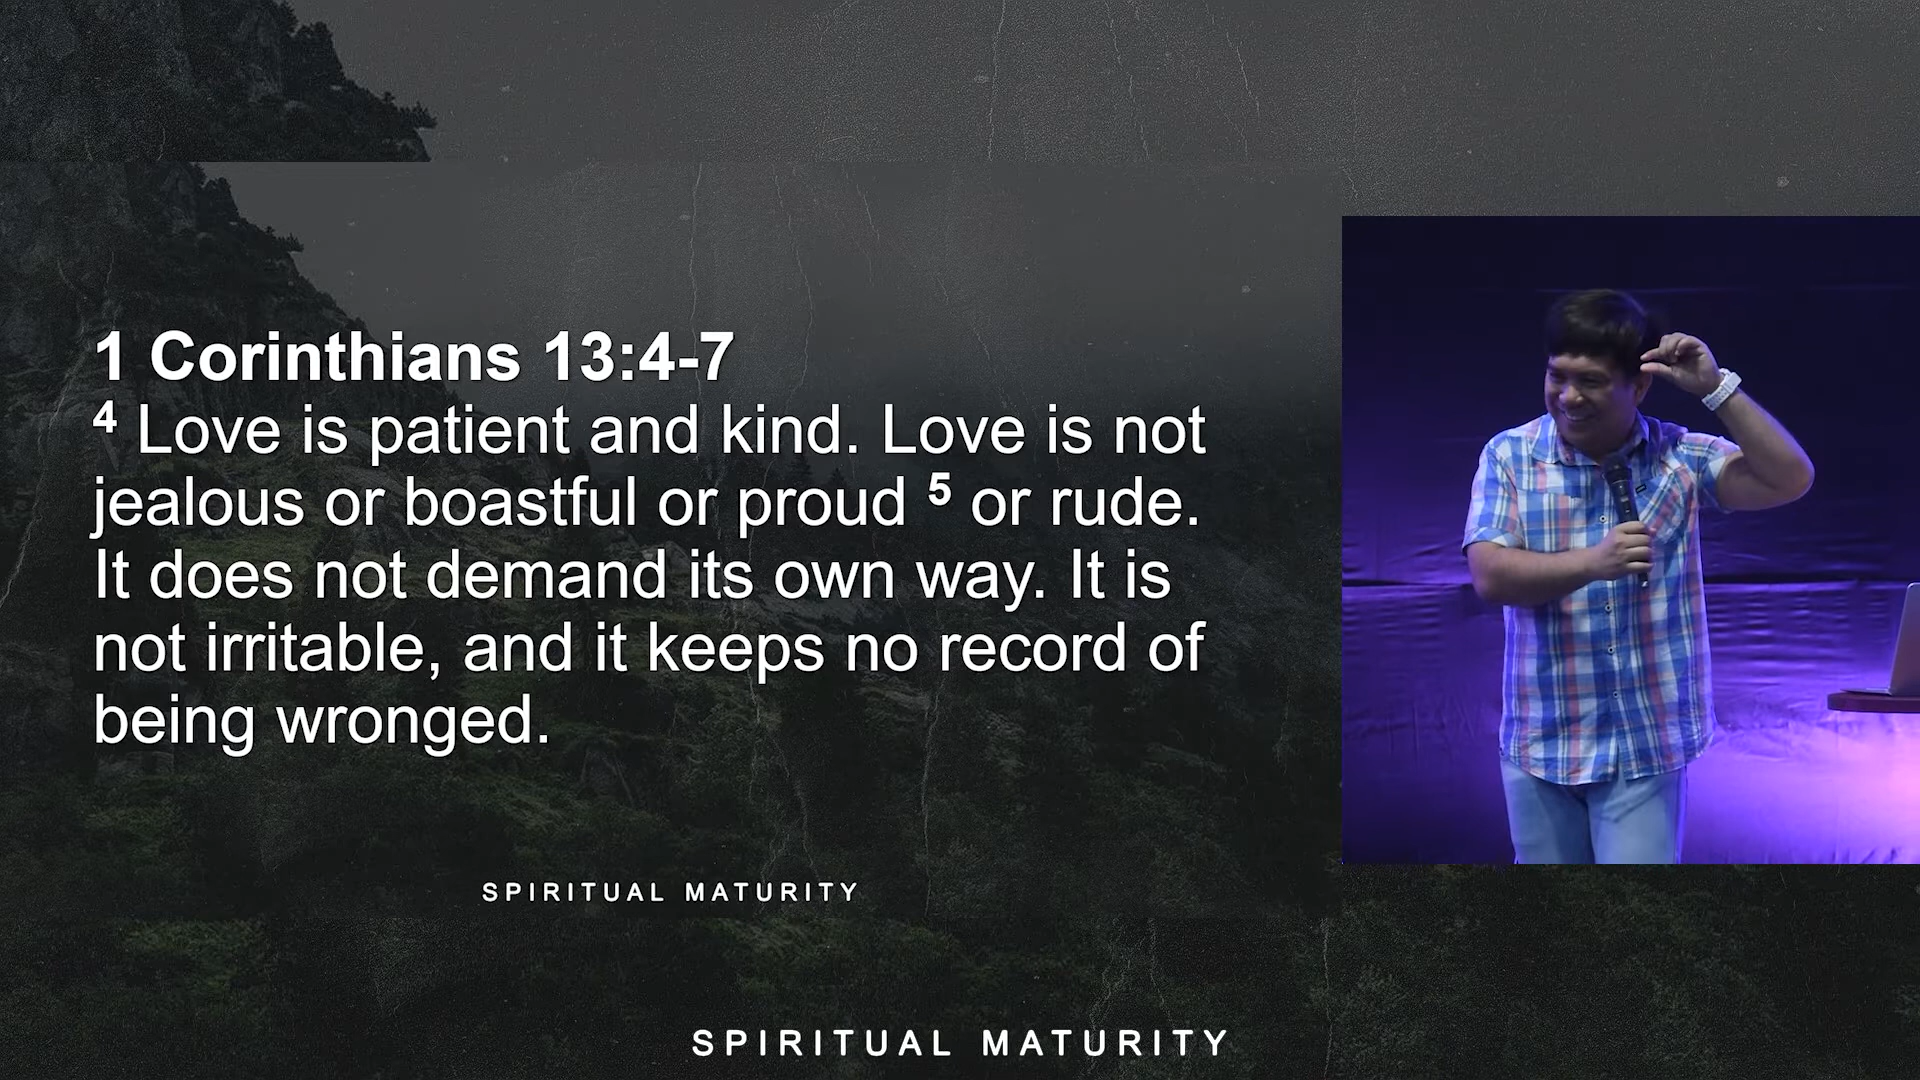 1 Corinthians 13:4-7
4 Love is patient and kind. Love is not
jealous or boastful or proud 5 or rude.
It does not demand its own way. It is
not irritable, and it keeps no record of
being wronged.
SPIRITUAL MATURITY
SPIRITUAL MATURITY